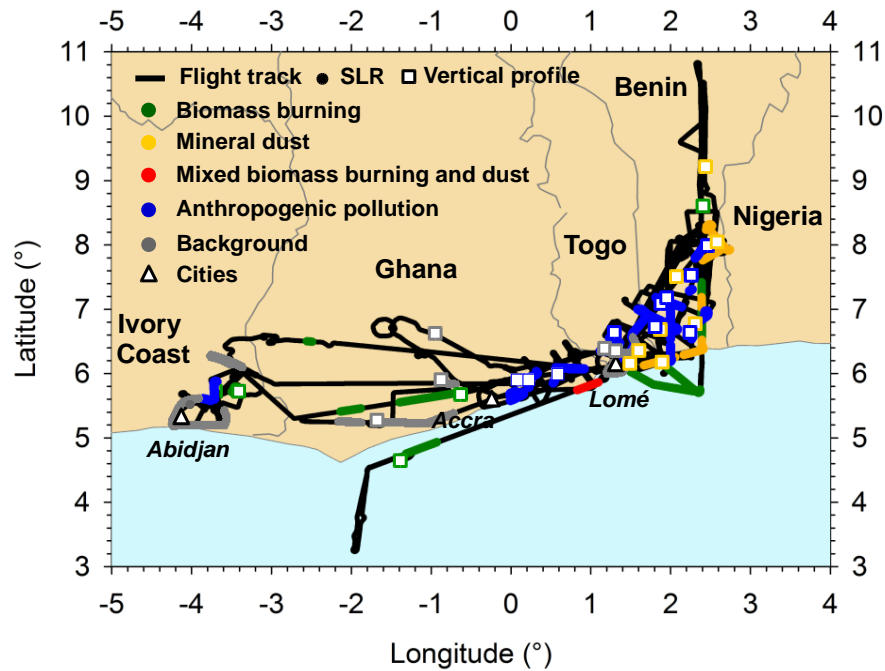 -5 -4 -3 -2 -1 0 1 2 3 4
11 11
Flight track SLR Vertical profile
Benin
10 10
Biomass burning
Mineral dust
9 9
Mixed biomass burning and dust
Anthropogenic pollution
Nigeria
8 8
Background
Togo
Cities
Ghana
7 7
Ivory
Coast
6 6
Lomé
Accra
5 5
Abidjan
4 4
3 3
-5 -4 -3 -2 -1 0 1 2 3 4
Latitude (°)
Longitude (°)